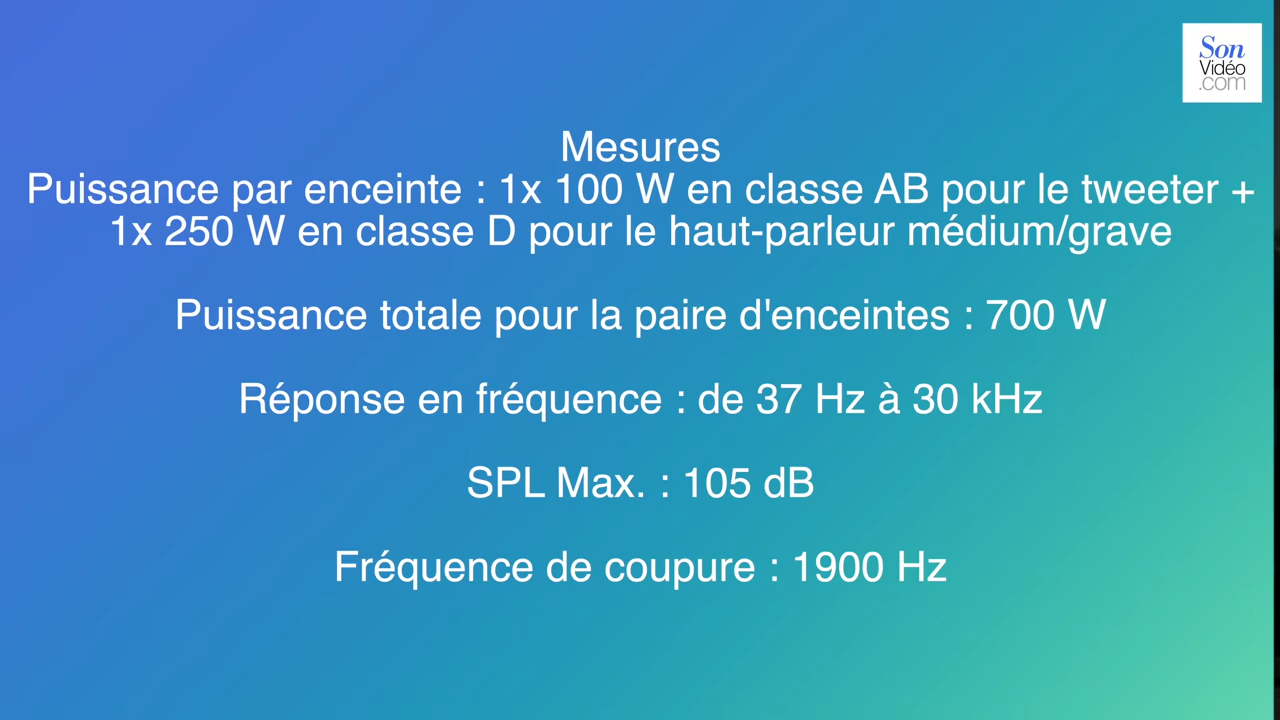 Son
Vidéo
.com
Mesures
Puissance par enceinte : 1x 100 W en classe AB pour le tweeter +
1x 250 W en classe D pour le haut-parleur médium/grave
Puissance totale pour la paire d'enceintes : 700 W
Réponse en fréquence : de 37 Hz à 30 kHz
SPL Max. : 105 dB
Fréquence de coupure : 1900 Hz